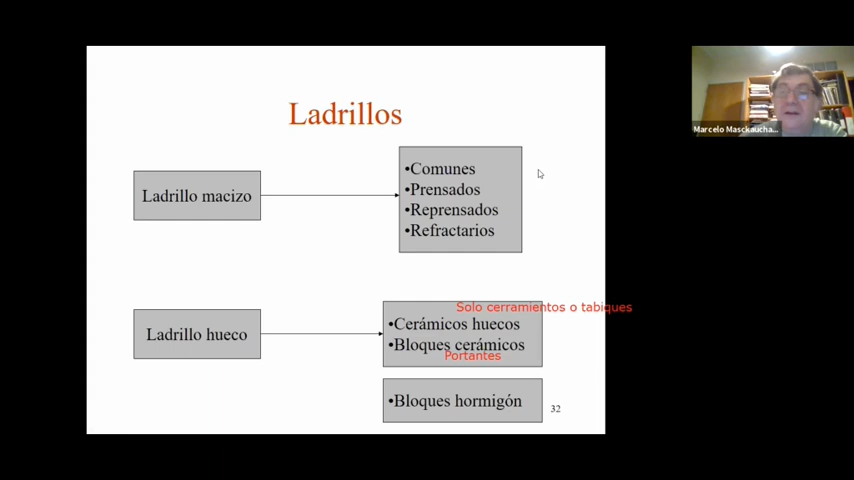 Ladrillos
Ladrillo macizo
•Comunes
•Prensados
•Reprensados
•Refractarios
Ladrillo hueco
Solo cerramientos o tabiques
•Cerámicos huecos
•Bloques cerámicos
Portantes
•Bloques hormigón
32
Marcelo Masckaucha...